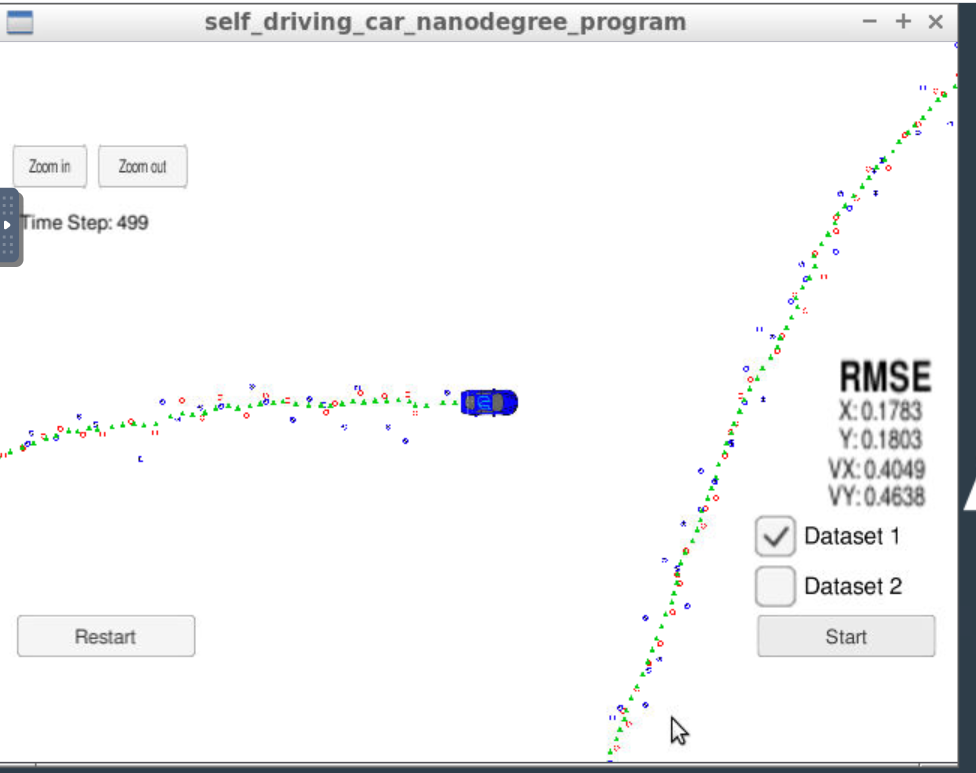 self_driving_car_nanodegree_program
Zoom in
Zoom out
Time Step: 499
RMSE
X: 0.1783
Y: 0.1803
VX: 0.4049
VY: 0.4638
Dataset 1
Dataset 2
Restart
Start